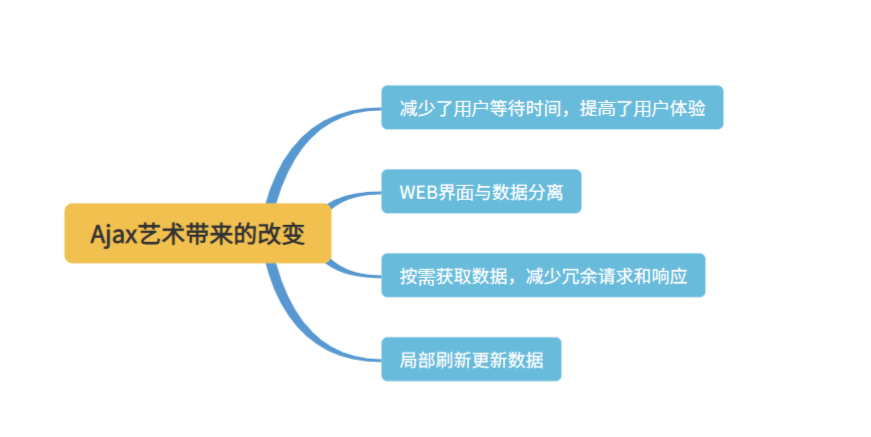 减少了用户等待时间，提高了用户体验
WEB界面与数据分离
Ajax艺术带来的改变
按需获取数据，减少冗余请求和响应
局部刷新更新数据